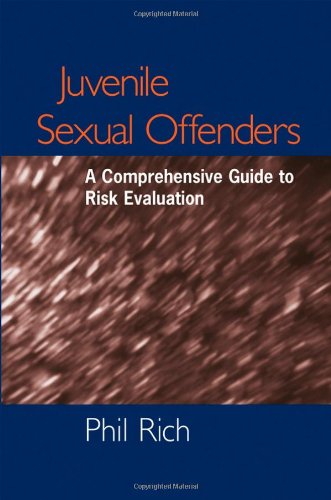 Juvenile
Sexual Offenders
A Comprehensive Guide to
Risk Evaluation
Phil Rich